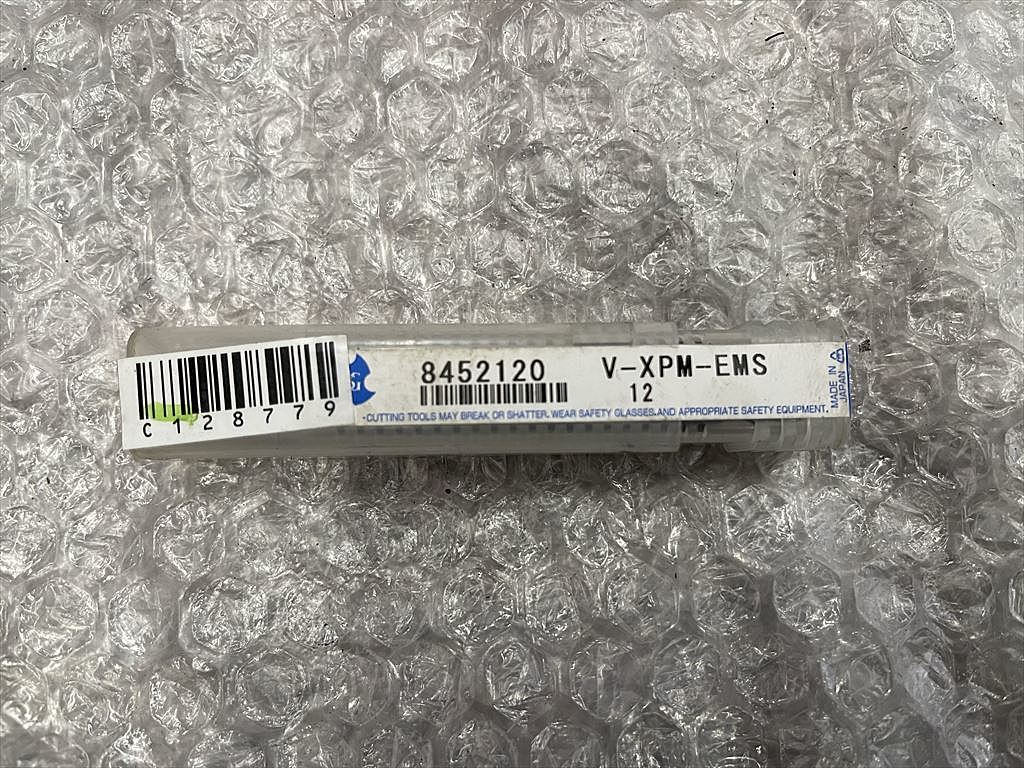 C128779
8452120
V-XPM-EMS
12
•CUTTING TOOLS MAY BREAK OR SHATTER. WEAR SAFETY GLASSES.AND APPROPRIATE SAFETY EQUIPMENT.
MADE IN
JAPAN